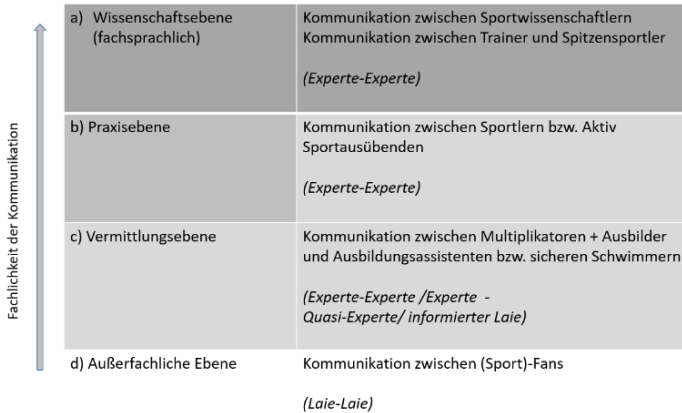 Fachlichkeit der Kommunikation
a) Wissenschaftsebene
(fachsprachlich)
Kommunikation zwischen Sportwissenschaftlern
Kommunikation zwischen Trainer und Spitzensportler
(Experte-Experte)
b) Praxisebene
Kommunikation zwischen Sportlern bzw. Aktiv
Sportausübenden
(Experte-Experte)
c) Vermittlungsebene
Kommunikation zwischen Multiplikatoren + Ausbilder
und Ausbildungsassistenten bzw. sicheren Schwimmern
(Experte-Experte /Experte -
Quasi-Experte/ informierter Laie)
d) Außerfachliche Ebene
Kommunikation zwischen (Sport)-Fans
(Laie-Laie)